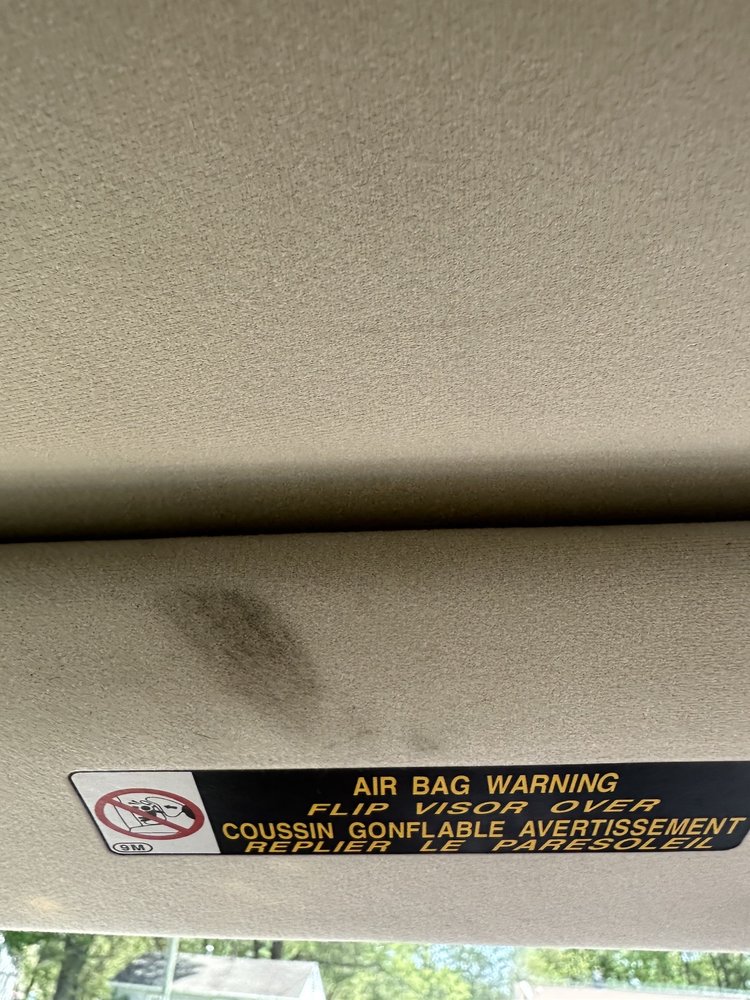 AIR BAG WARNING
FLIP VISOR OVER
COUSSIN GONFLABLE AVERTISSEMENT
REPLIER LE PARESOLEIL
9M